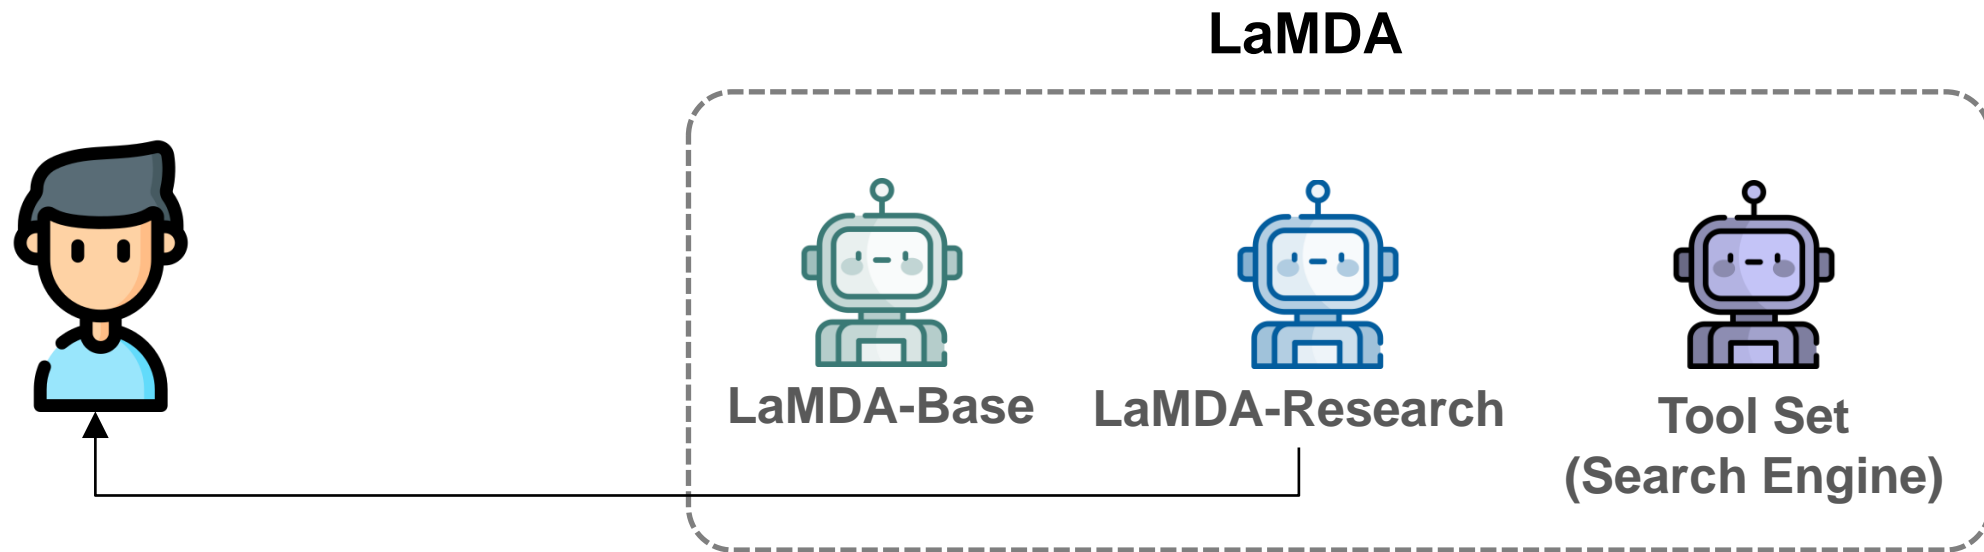 LaMDA
LaMDA-Base
LaMDA-Research
Tool Set
(Search Engine)